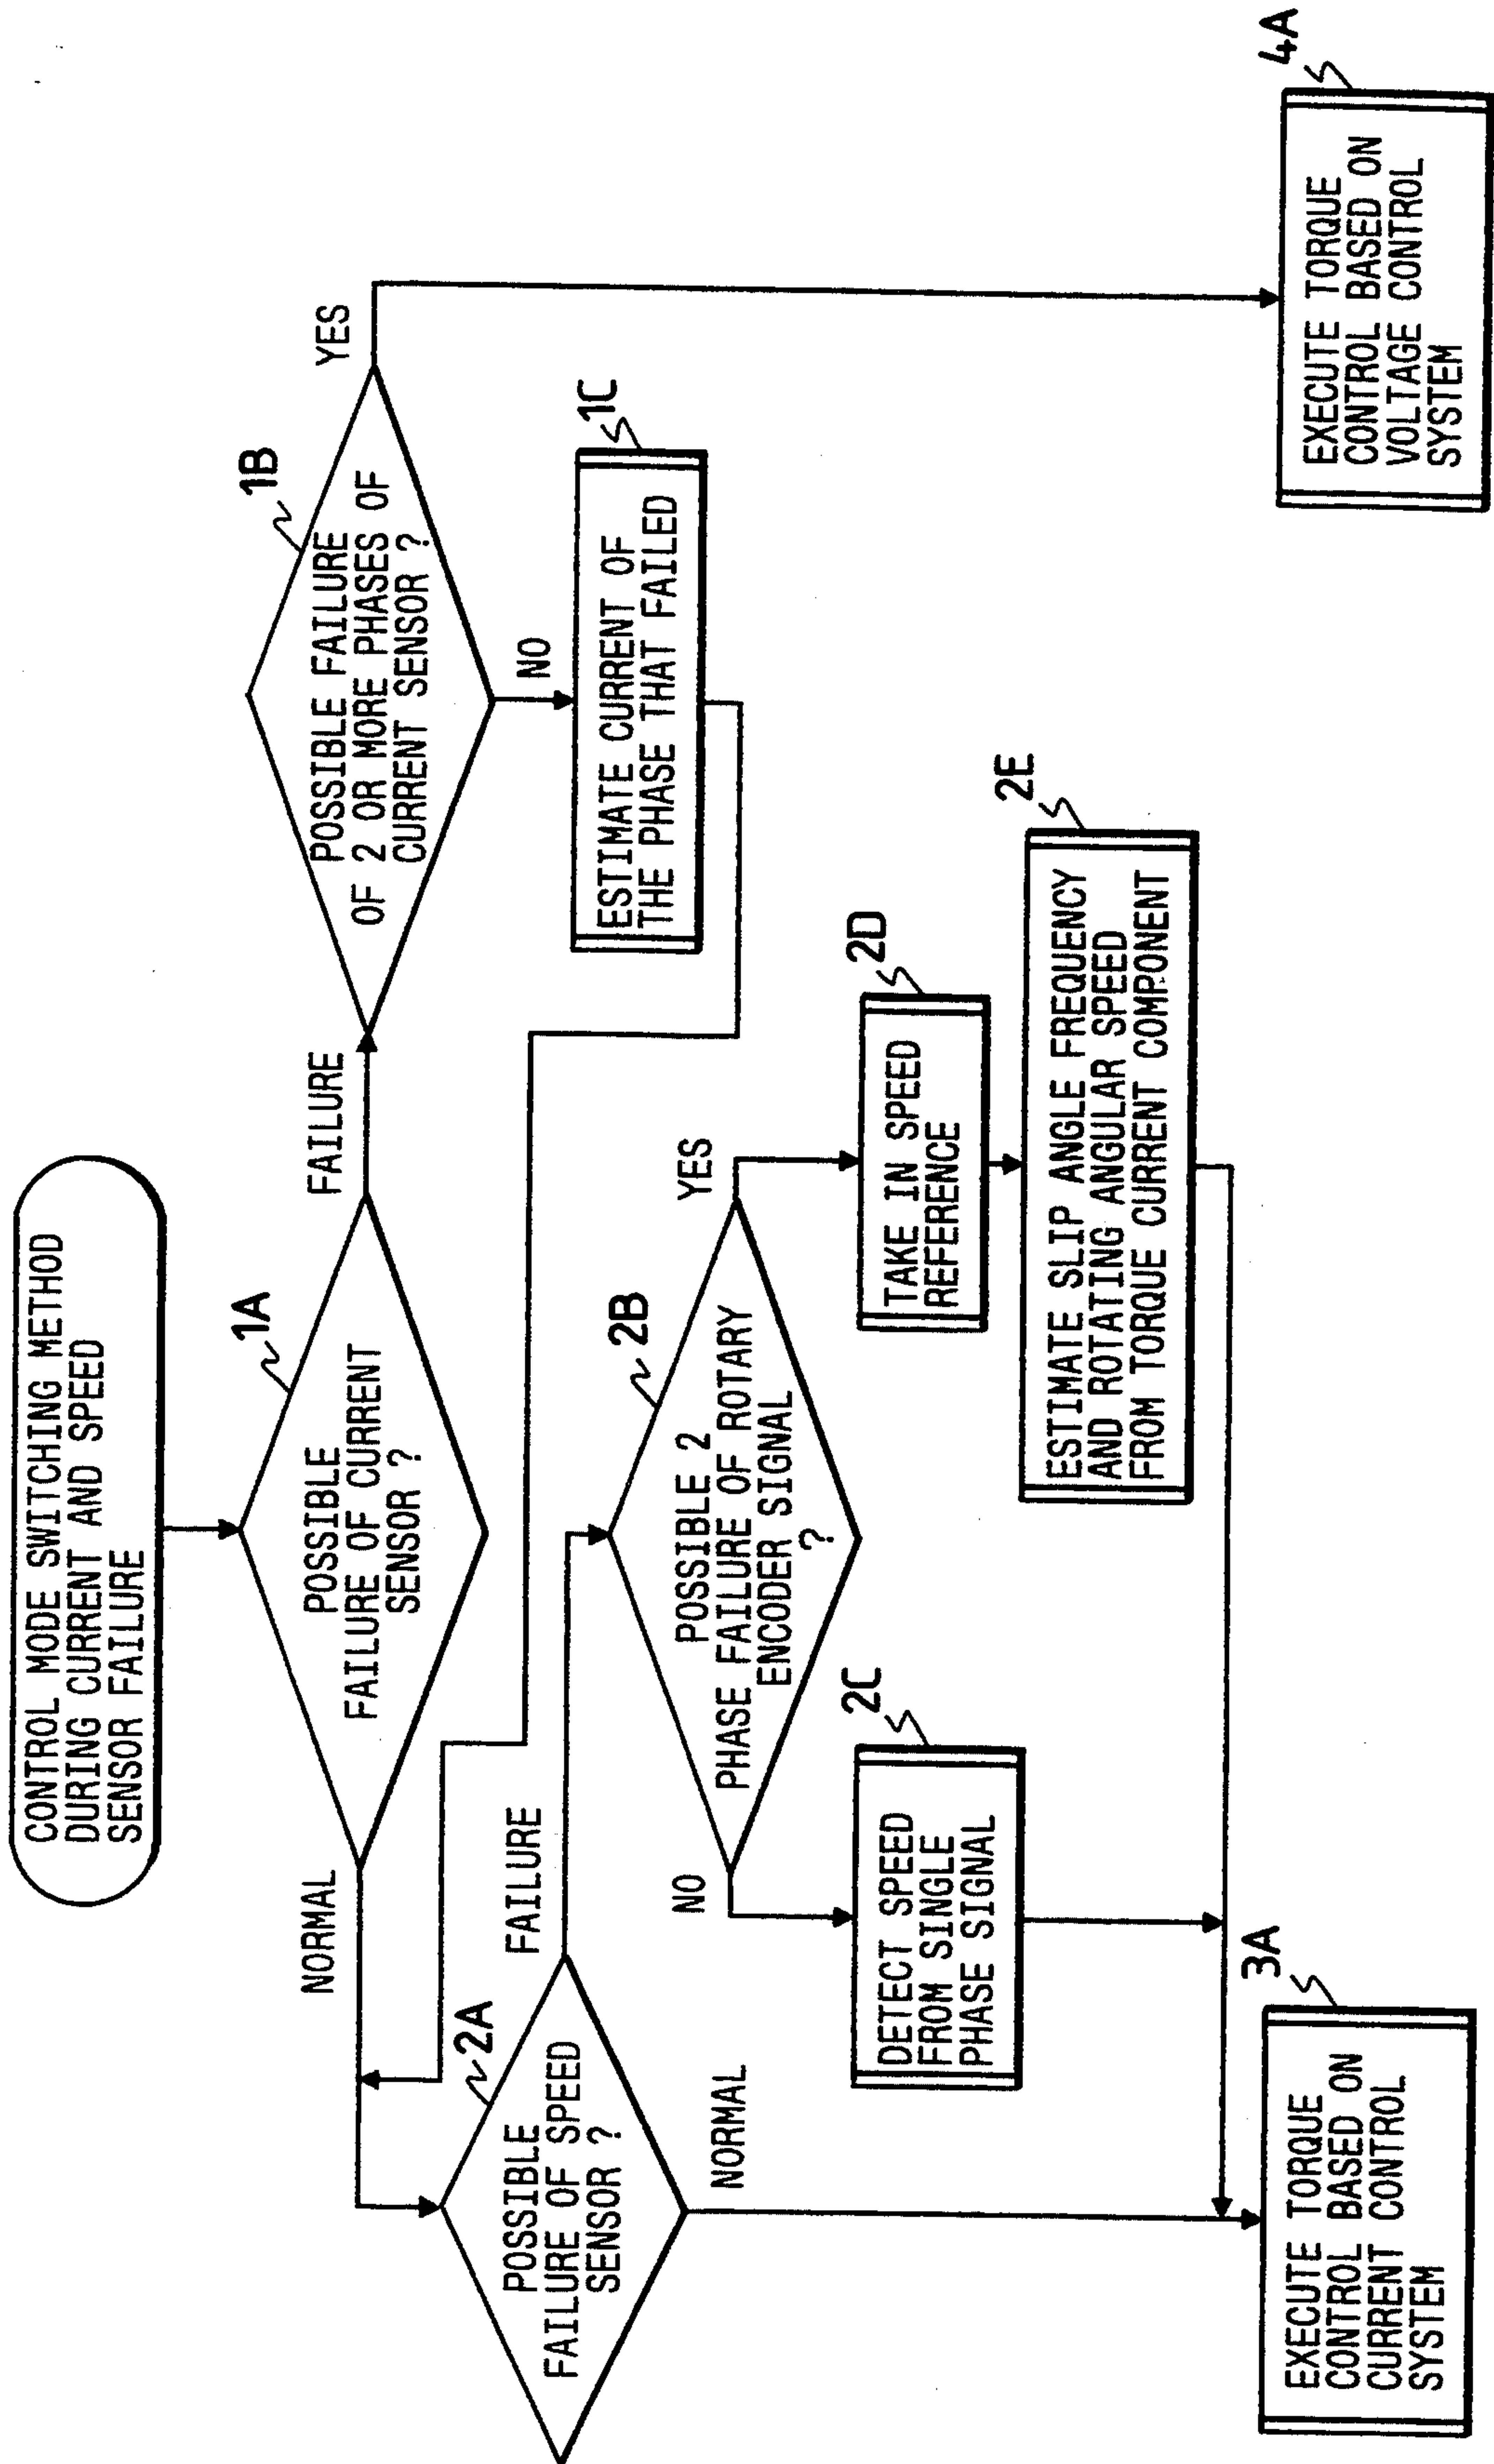 CONTROL MODE SWITCHING METHOD
DURING CURRENT AND SPEED
SENSOR FAILURE
1A
POSSIBLE
FAILURE OF CURRENT
SENSOR ?
NORMAL
FAILURE
1B
POSSIBLE FAILURE
OF 2 OR MORE PHASES OF
CURRENT SENSOR ?
YES
NO
1C
ESTIMATE CURRENT OF
THE PHASE THAT FAILED
2A
POSSIBLE
FAILURE OF SPEED
SENSOR ?
FAILURE
NORMAL
2B
POSSIBLE 2
PHASE FAILURE OF ROTARY
ENCODER SIGNAL
?
NO
YES
2C
DETECT SPEED
FROM SINGLE
PHASE SIGNAL
2D
TAKE IN SPEED
REFERENCE
2E
ESTIMATE SLIP ANGLE FREQUENCY
AND ROTATING ANGULAR SPEED
FROM TORQUE CURRENT COMPONENT
3A
EXECUTE TORQUE
CONTROL BASED ON
CURRENT CONTROL
SYSTEM
4A
EXECUTE TORQUE
CONTROL BASED ON
VOLTAGE CONTROL
SYSTEM